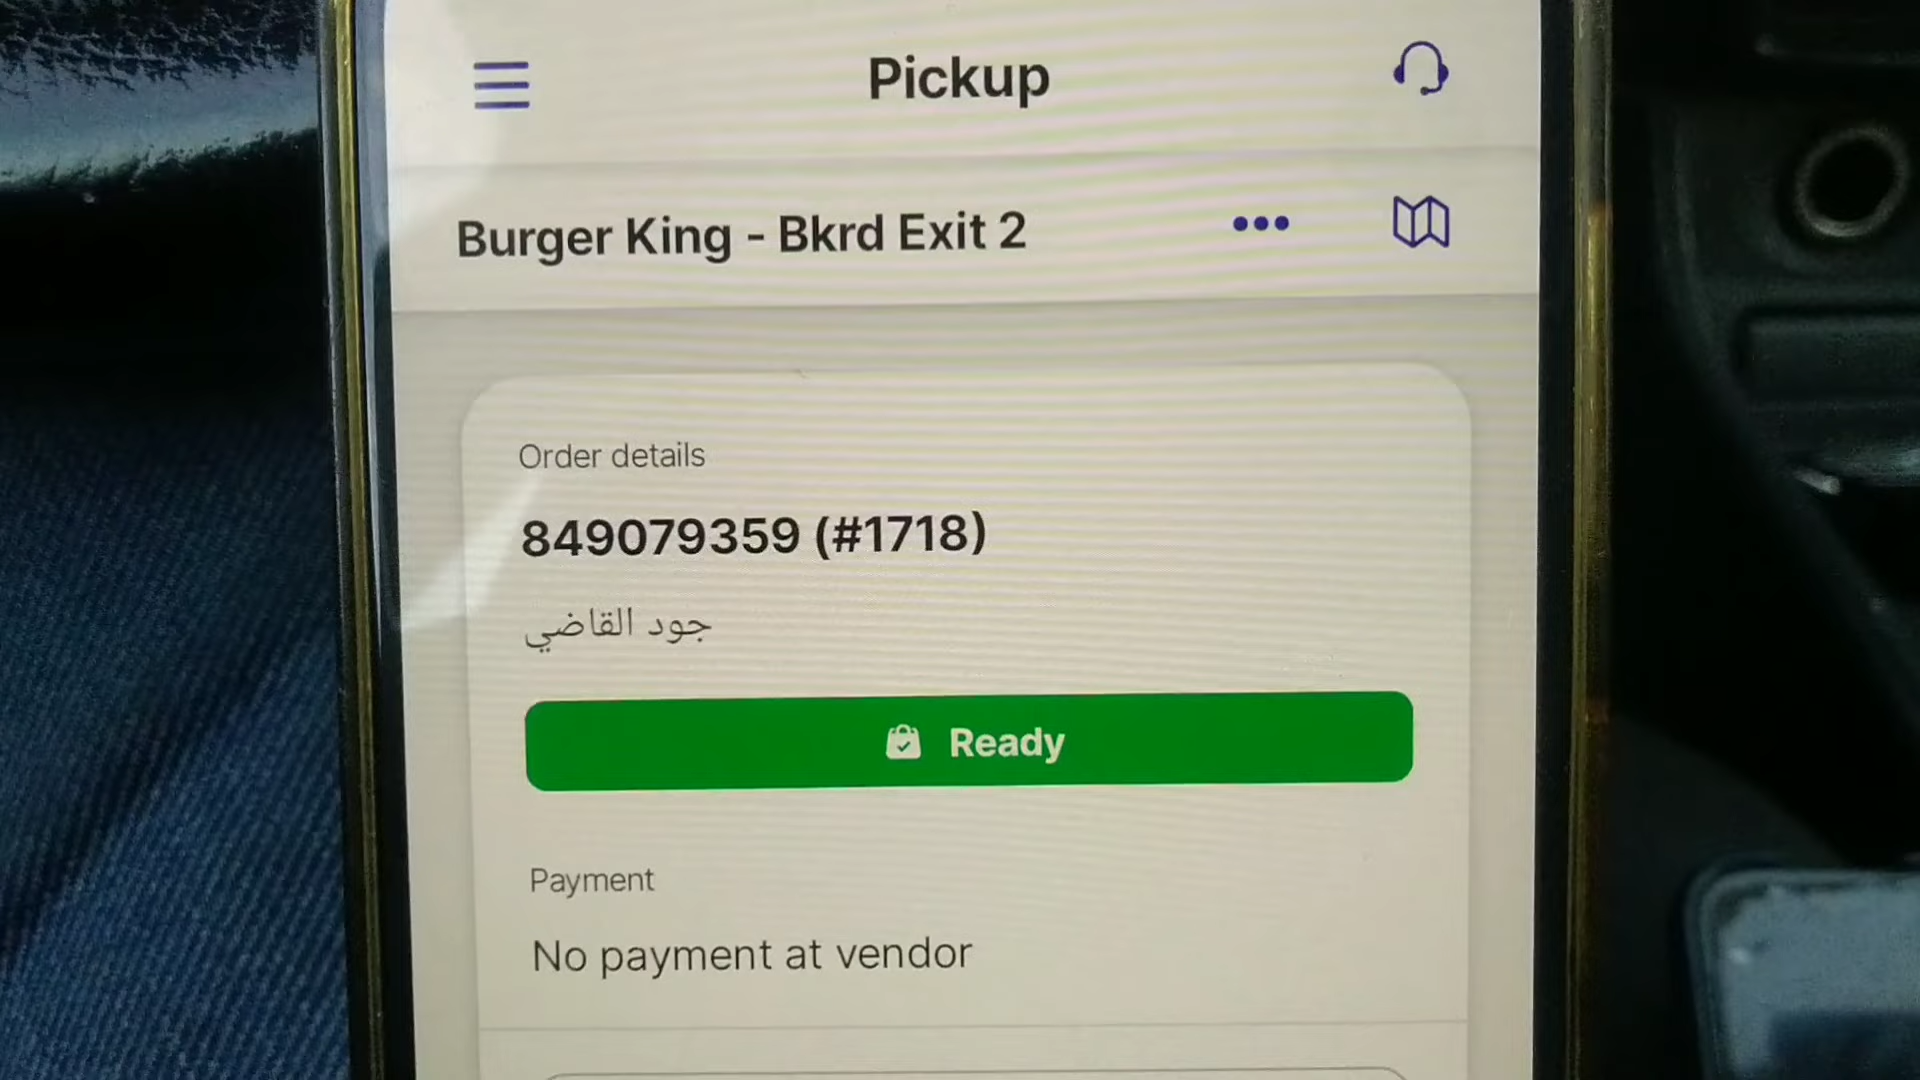 Pickup
Burger King - Bkrd Exit 2
Order details
849079359 (#1718)
جود القاضي
Ready
Payment
No payment at vendor